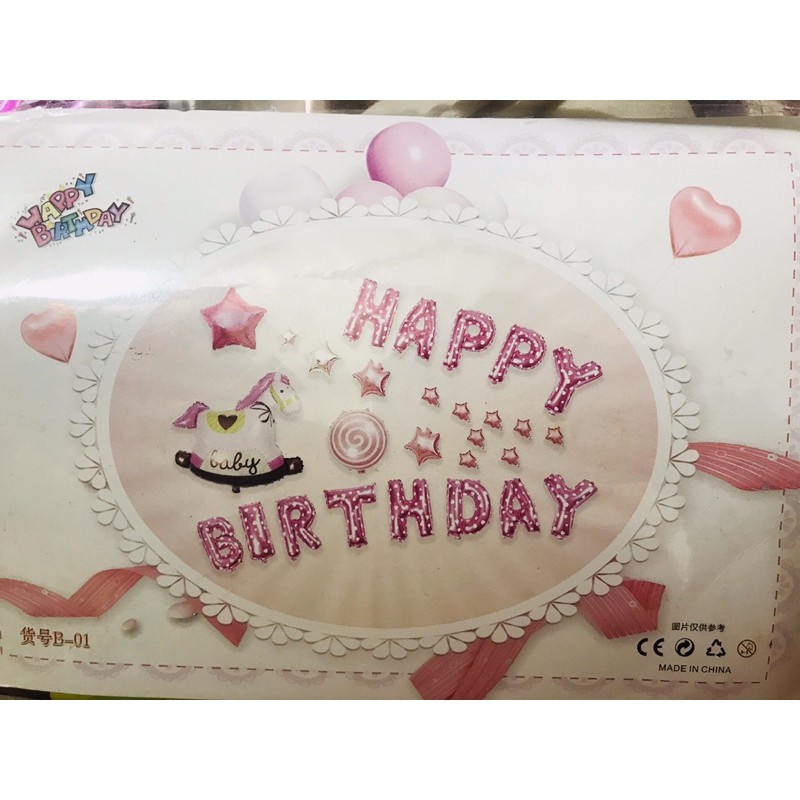 HAPPY
BIRTHDAY
HAPPY
baby
BIRTHDAY
货号B-01
图片仅供参考
CE
MADE IN CHINA